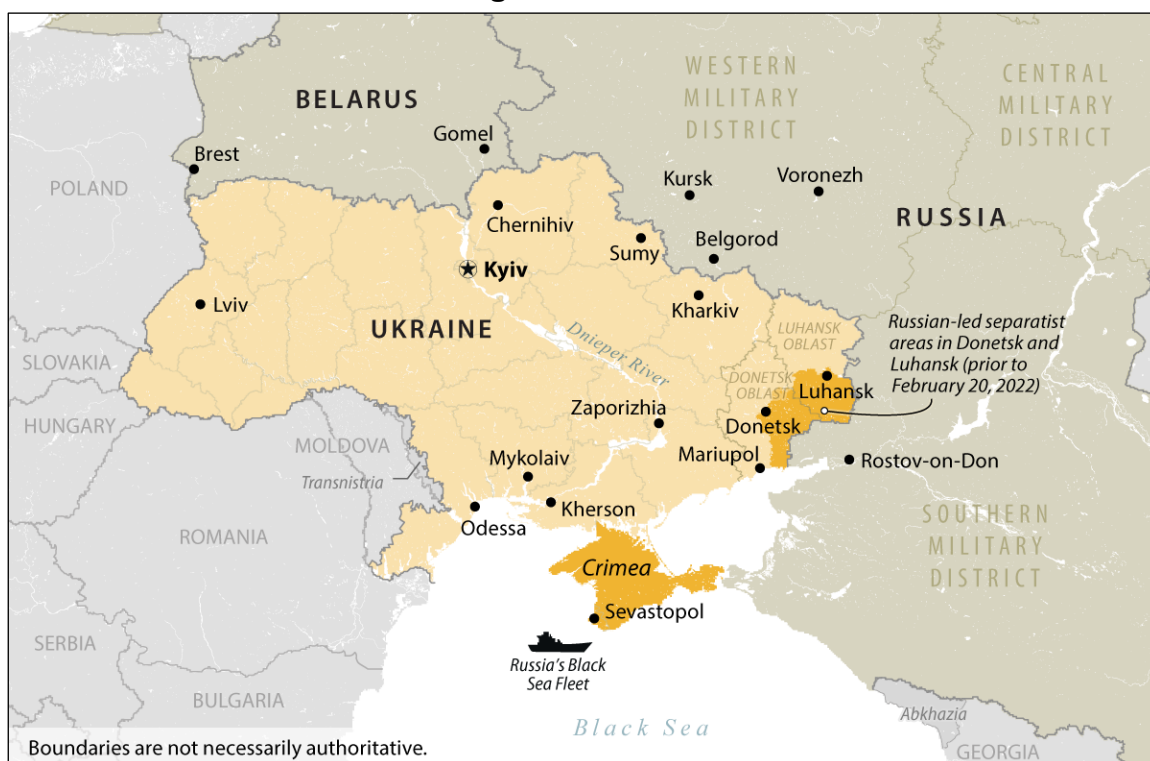 BELARUS
WESTERN
MILITARY
DISTRICT
CENTRAL
MILITARY
DISTRICT
Gomel
Brest
POLAND
Kursk
Voronezh
RUSSIA
Chernihiv
Sumy
Belgorod
Kyiv
Lviv
UKRAINE
Kharkiv
Dnieper River
LUHANSK
OBLAST
Russian-led separatist
areas in Donetsk and
Luhansk (prior to
February 20, 2022)
SLOVAKIA
DONETSK
OBLAST
Luhansk
HUNGARY
Zaporizhia
Donetsk
MOLDOVA
Transnistria
Mykolaiv
Mariupol
Rostov-on-Don
Odessa
Kherson
ROMANIA
SOUTHERN
MILITARY
DISTRICT
Crimea
Sevastopol
SERBIA
Russia's Black
Sea Fleet
BULGARIA
Black Sea
Abkhazia
GEORGIA
Boundaries are not necessarily authoritative.